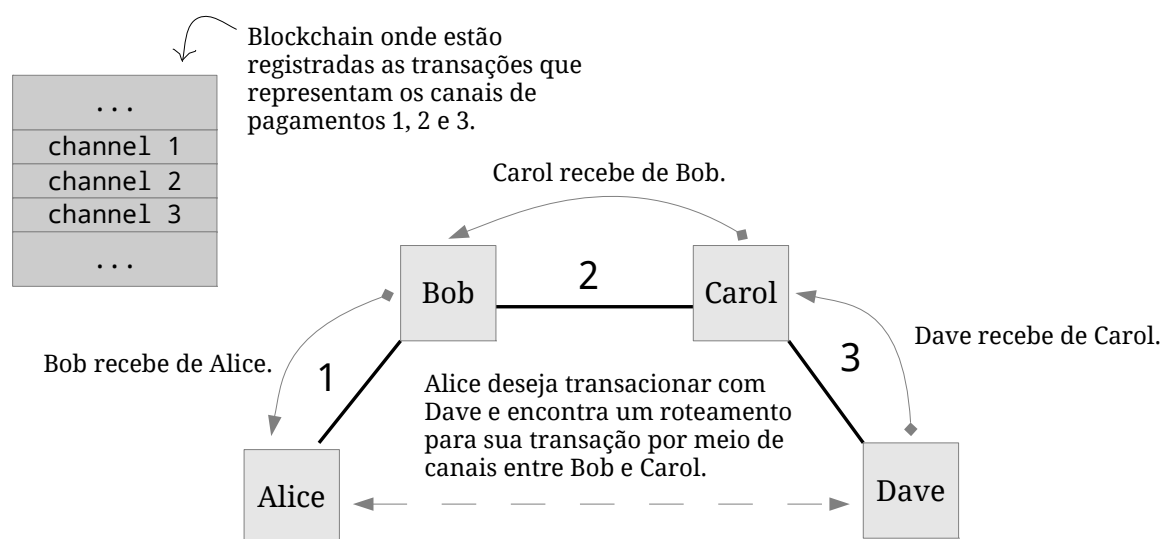 Blockchain onde estão
registradas as transações que
representam os canais de
pagamentos 1, 2 e 3.
...
channel 1
channel 2
channel 3
...
Carol recebe de Bob.
Bob
2
Carol
Bob recebe de Alice.
1
3
Dave recebe de Carol.
Alice deseja transacionar com
Dave e encontra um roteamento
para sua transação por meio de
canais entre Bob e Carol.
Alice
Dave